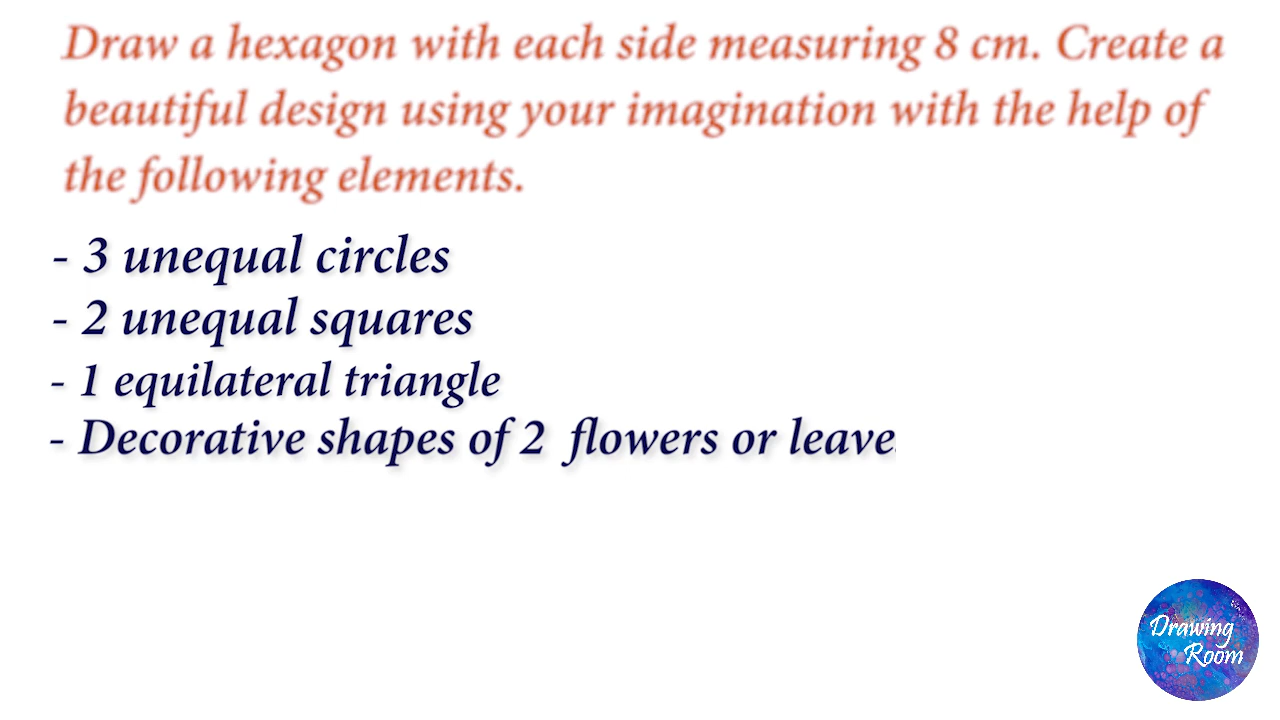 Draw a hexagon with each side measuring 8 cm. Create a
beautiful design using your imagination with the help of
the following elements.
- 3 unequal circles
- 2 unequal squares
- 1 equilateral triangle
- Decorative shapes of 2 flowers or leave
Drawing
Room